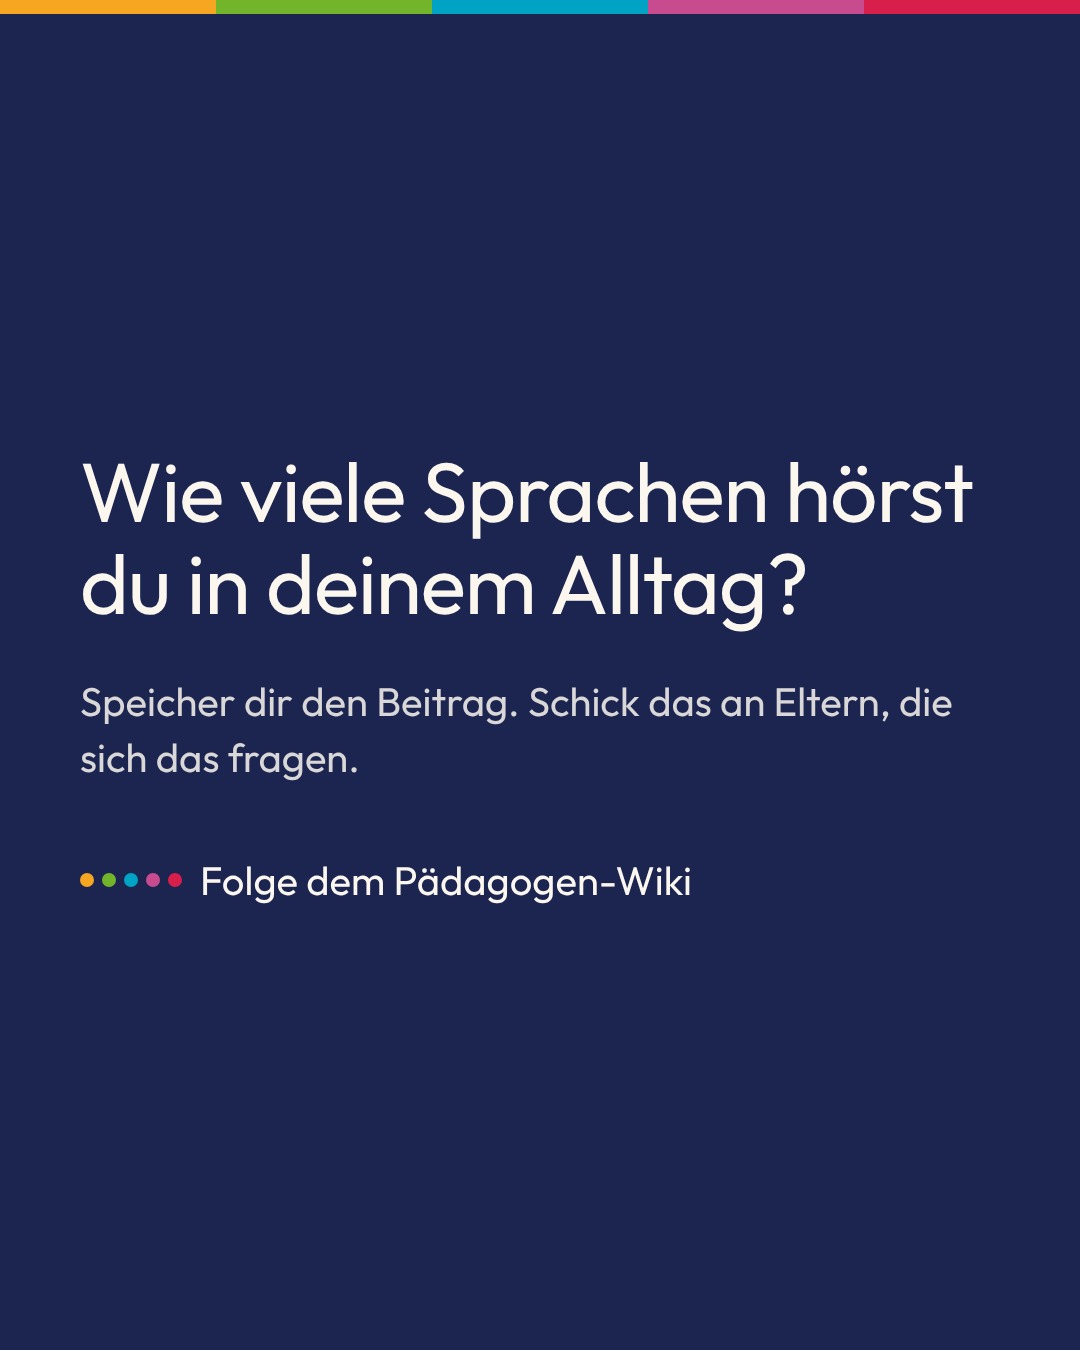 Wie viele Sprachen hörst
du in deinem Alltag?
Speicher dir den Beitrag. Schick das an Eltern, die
sich das fragen.
Folge dem Pädagogen-Wiki